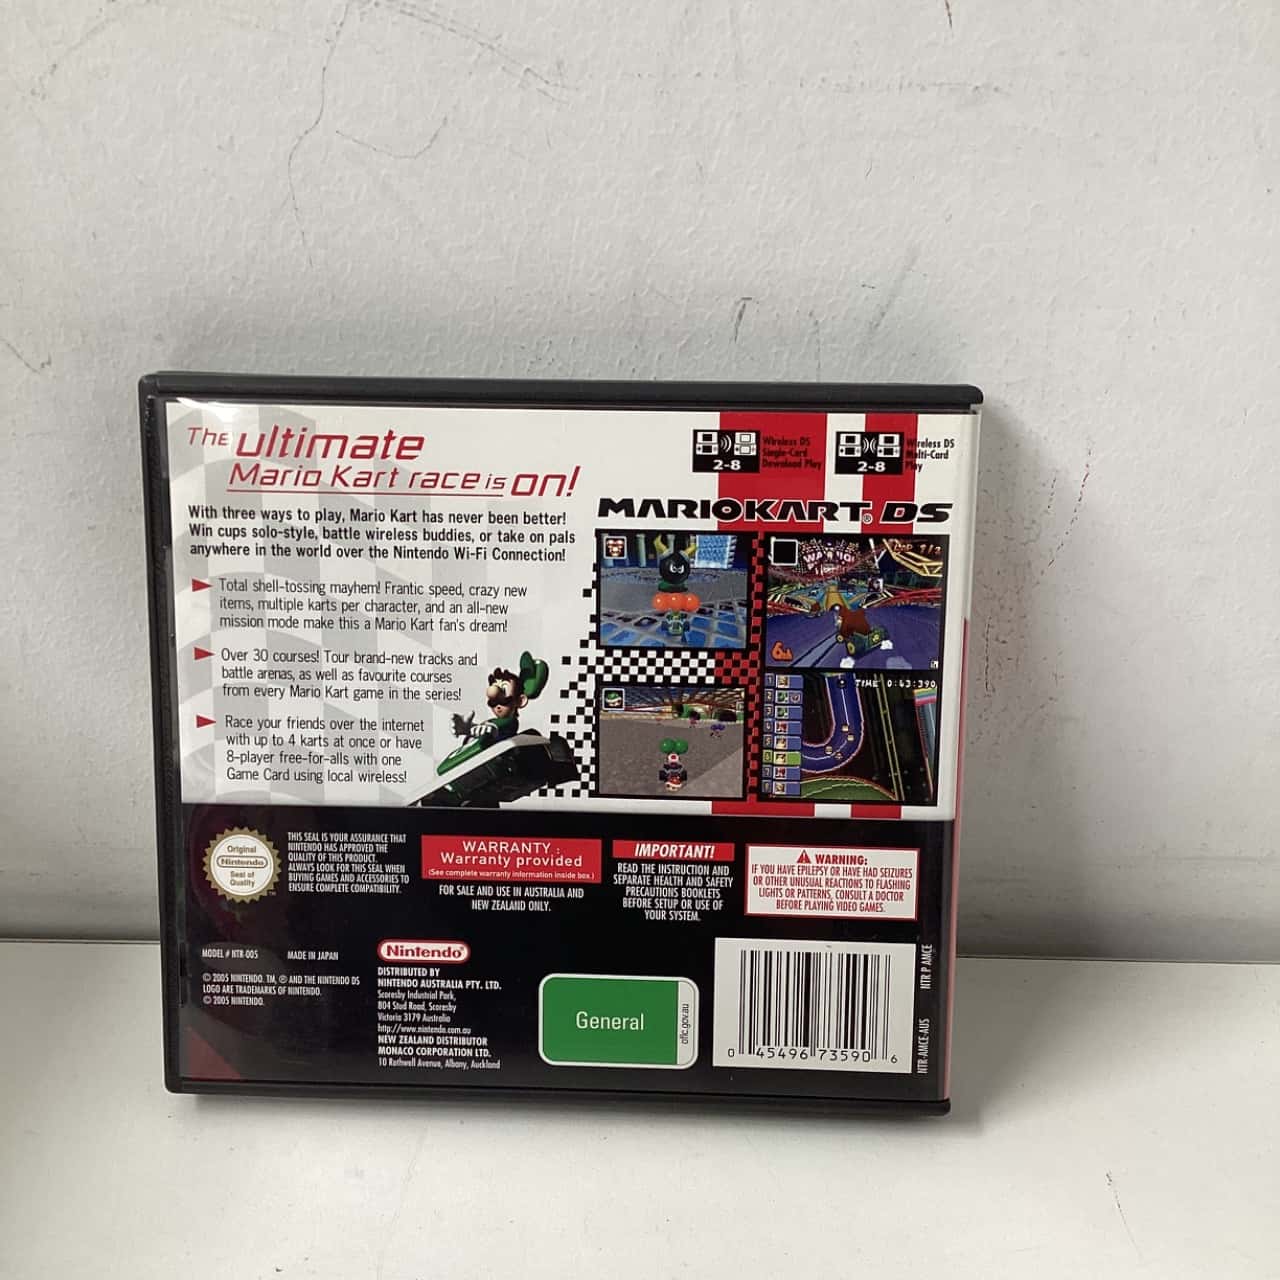 The ultimate
Mario Kart race is on!
With three ways to play, Mario Kart has never been better!
Win cups solo-style, battle wireless buddies, or take on pals
anywhere in the world over the Nintendo Wi-Fi Connection!
Total shell-tossing mayhem! Frantic speed, crazy new
items, multiple karts per character, and an all-new
mission mode make this a Mario Kart fan's dream!
Over 30 courses! Tour brand-new tracks and
battle arenas, as well as favourite courses
from every Mario Kart game in the series!
Race your friends over the internet
with up to 4 karts at once or have
8-player free-for-alls with one
Game Card using local wireless!
2-8
Wireless DS
Single-Card
Download Play
2-8
Wireless DS
Multi-Card
Play
MARIOKART® DS
TIME 0:43:390
Original
Nintendo
Seal of
Quality
THIS SEAL IS YOUR ASSURANCE THAT
NINTENDO HAS APPROVED THE
QUALITY OF THIS PRODUCT.
ALWAYS LOOK FOR THIS SEAL WHEN
BUYING GAMES AND ACCESSORIES TO
ENSURE COMPLETE COMPATIBILITY.
WARRANTY :
Warranty provided
(See complete warranty information inside box)
FOR SALE AND USE IN AUSTRALIA AND
NEW ZEALAND ONLY.
IMPORTANT!
READ THE INSTRUCTION AND
SEPARATE HEALTH AND SAFETY
PRECAUTIONS BOOKLETS
BEFORE SETUP OR USE OF
YOUR SYSTEM.
WARNING:
IF YOU HAVE EPILEPSY OR HAVE HAD SEIZURES
OR OTHER UNUSUAL REACTIONS TO FLASHING
LIGHTS OR PATTERNS, CONSULT A DOCTOR
BEFORE PLAYING VIDEO GAMES.
MODEL # NTR-005 MADE IN JAPAN
© 2005 NINTENDO. TM, ® AND THE NINTENDO DS
LOGO ARE TRADEMARKS OF NINTENDO.
© 2005 NINTENDO.
Nintendo
DISTRIBUTED BY
NINTENDO AUSTRALIA PTY. LTD.
Scoresby Industrial Park,
804 Stud Road, Scoresby
Victoria 3179 Australia
http://www.nintendo.com.au
NEW ZEALAND DISTRIBUTOR
MONACO CORPORATION LTD.
10 Rothwell Avenue, Albany, Auckland
General
oflc.gov.au
0 45496 73590 6
NTR P AMCE
NTR-AMCE-AUS